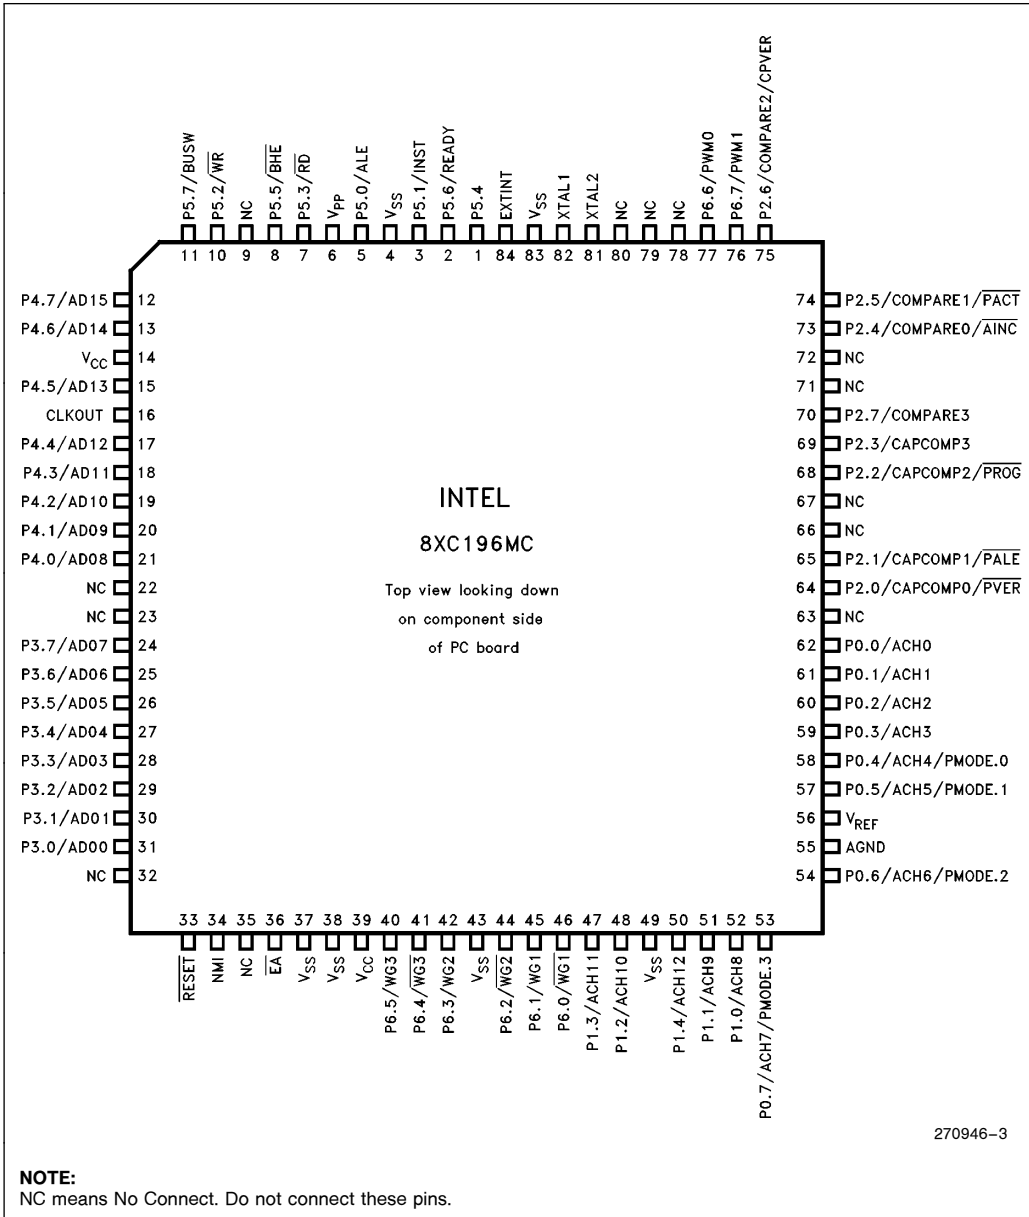 P5.7/BUSW
P5.2/WR
NC
P5.5/BHE
P5.3/RD
VPP
P5.0/ALE
VSS
P5.1/INST
P5.6/READY
P5.4
EXTINT
VSS
XTAL1
XTAL2
NC
NC
NC
P6.6/PWM0
P6.7/PWM1
P2.6/COMPARE2/CPVER
11 10 9 8 7 6 5 4 3 2 1 84 83 82 81 80 79 78 77 76 75
P4.7/AD15 12
P4.6/AD14 13
VCC 14
P4.5/AD13 15
CLKOUT 16
P4.4/AD12 17
P4.3/AD11 18
P4.2/AD10 19
P4.1/AD09 20
P4.0/AD08 21
NC 22
NC 23
P3.7/AD07 24
P3.6/AD06 25
P3.5/AD05 26
P3.4/AD04 27
P3.3/AD03 28
P3.2/AD02 29
P3.1/AD01 30
P3.0/AD00 31
NC 32
INTEL
8XC196MC
Top view looking down
on component side
of PC board
74 P2.5/COMPARE1/PACT
73 P2.4/COMPARE0/AINC
72 NC
71 NC
70 P2.7/COMPARE3
69 P2.3/CAPCOMP3
68 P2.2/CAPCOMP2/PROG
67 NC
66 NC
65 P2.1/CAPCOMP1/PALE
64 P2.0/CAPCOMP0/PVER
63 NC
62 P0.0/ACH0
61 P0.1/ACH1
60 P0.2/ACH2
59 P0.3/ACH3
58 P0.4/ACH4/PMODE.0
57 P0.5/ACH5/PMODE.1
56 VREF
55 AGND
54 P0.6/ACH6/PMODE.2
33 34 35 36 37 38 39 40 41 42 43 44 45 46 47 48 49 50 51 52 53
RESET
NMI
NC
EA
VSS
VSS
VCC
P6.5/WG3
P6.4/WG3
P6.3/WG2
VSS
P6.2/WG2
P6.1/WG1
P6.0/WG1
P1.3/ACH11
P1.2/ACH10
VSS
P1.4/ACH12
P1.1/ACH9
P1.0/ACH8
P0.7/ACH7/PMODE.3
270946-3
NOTE:
NC means No Connect. Do not connect these pins.